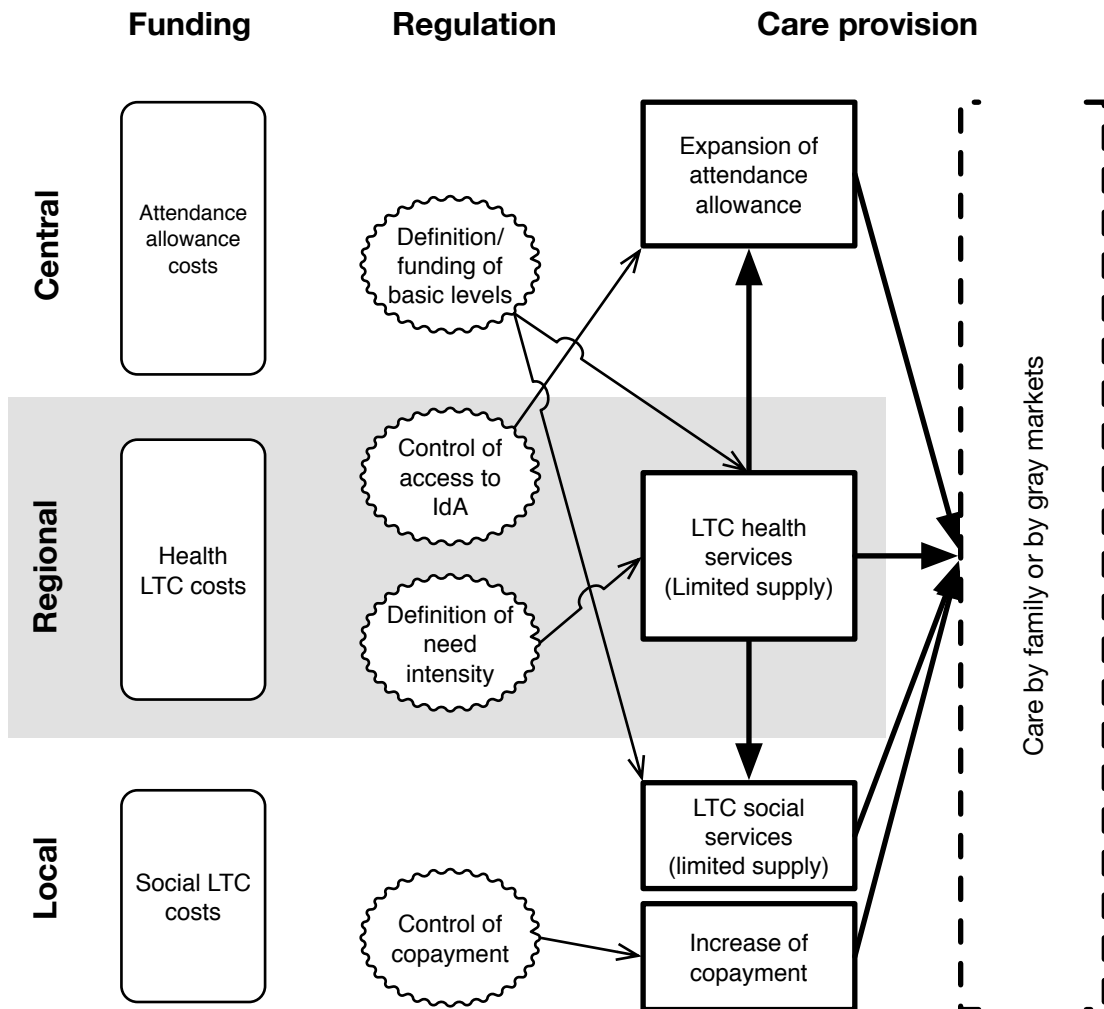 Funding
Regulation
Care provision
Central
Attendance
allowance
costs
Definition/
funding of
basic levels
Expansion of
attendance
allowance
Regional
Health
LTC costs
Control of
access to
IdA
Definition of
need
intensity
LTC health
services
(Limited supply)
Local
Social LTC
costs
Control of
copayment
LTC social
services
(limited supply)
Increase of
copayment
Care by family or by gray markets